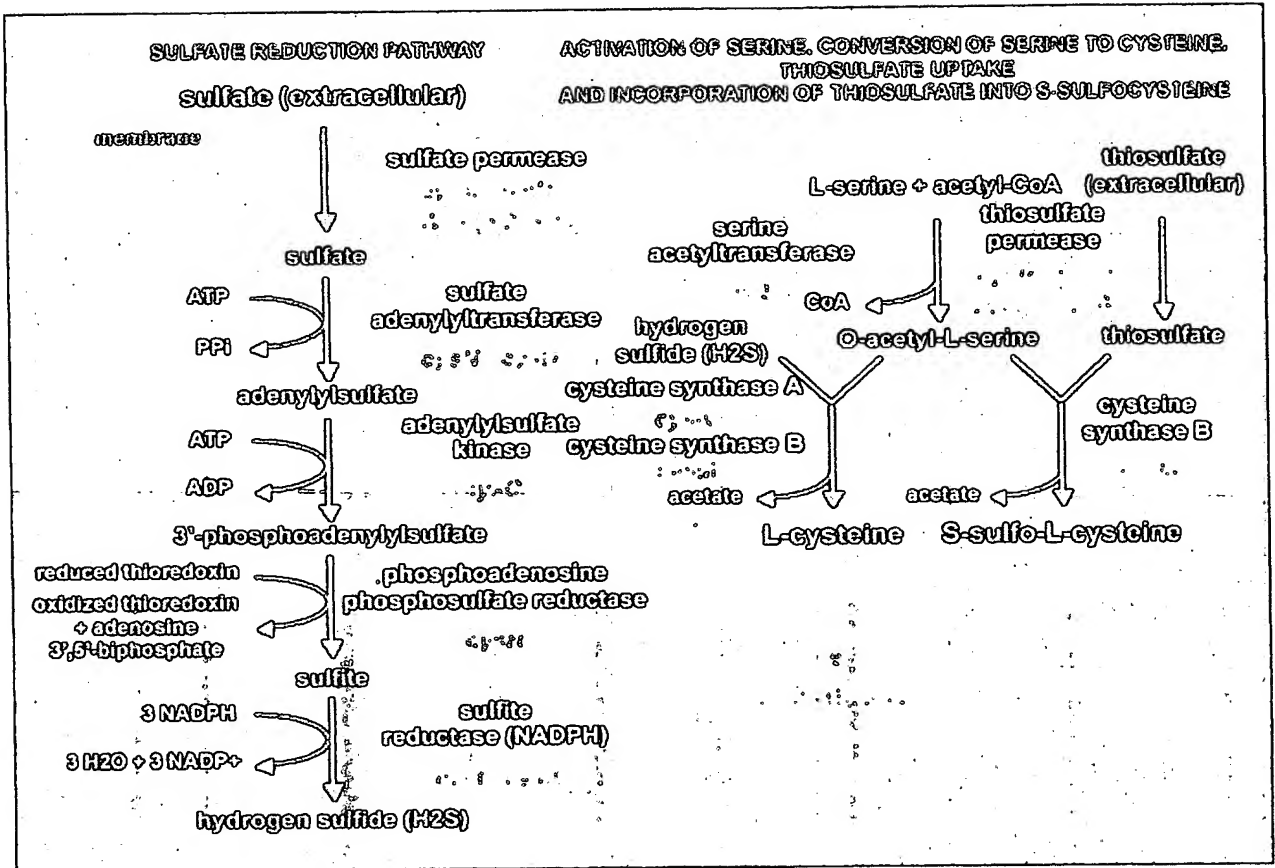 SULFATE REDUCTION PATHWAY
sulfate (extracellular)
membrane
sulfate permease
sulfate
ATP
PPi
sulfate
adenylyltransferase
adenylylsulfate
ATP
ADP
adenylylsulfate
kinase
3'-phosphoadenylylsulfate
reduced thioredoxin
oxidized thioredoxin
+ adenosine
3',5'-biphosphate
phosphoadenosine
phosphosulfate reductase
sulfite
3 NADPH
3 H2O + 3 NADP+
sulfite
reductase (NADPH)
hydrogen sulfide (H2S)
ACTIVATION OF SERINE. CONVERSION OF SERINE TO CYSTEINE.
THIOSULFATE UPTAKE
AND INCORPORATION OF THIOSULFATE INTO S-SULFOCYSTEINE
L-serine + acetyl-CoA
thiosulfate
(extracellular)
serine
acetyltransferase
thiosulfate
permease
CoA
hydrogen
sulfide (H2S)
O-acetyl-L-serine
thiosulfate
cysteine synthase A
cysteine synthase B
cysteine
synthase B
acetate
acetate
L-cysteine
S-sulfo-L-cysteine